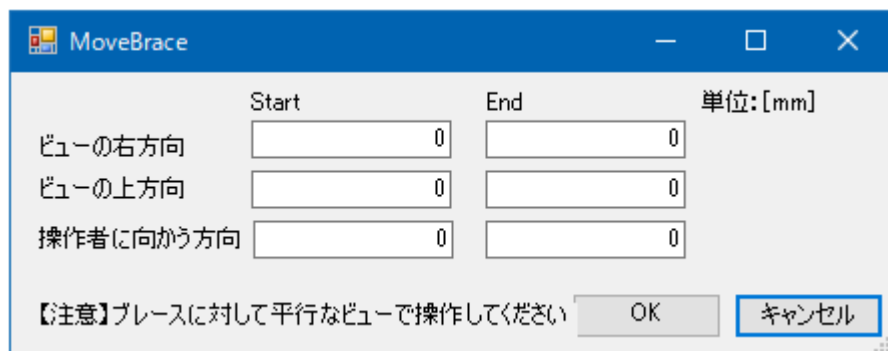 MoveBrace
Start End 単位:[mm]
ビューの右方向 0 0
ビューの上方向 0 0
操作者に向かう方向 0 0
【注意】ブレースに対して平行なビューで操作してください OK キャンセル